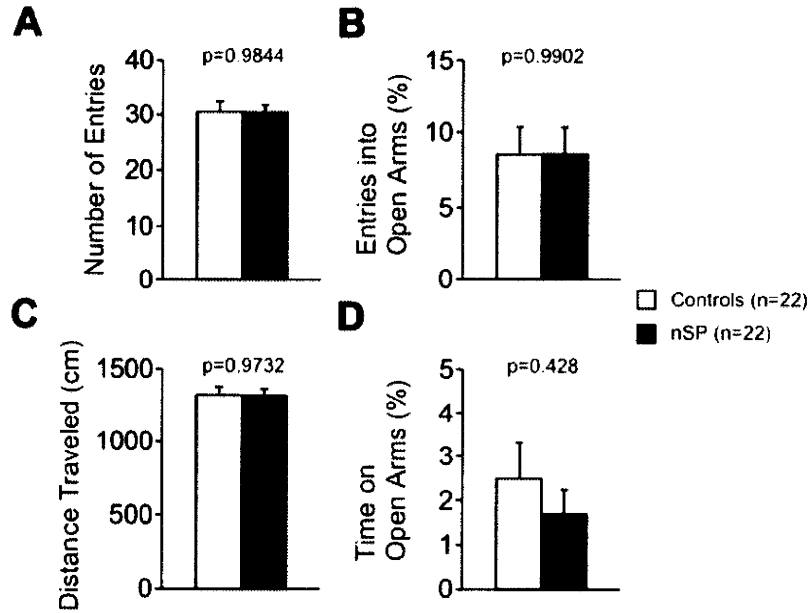 A
p=0.9844
Number of Entries
40
30
20
10
0
B
p=0.9902
Entries into
Open Arms (%)
15
10
5
0
C
p=0.9732
Distance Traveled (cm)
1500
1000
500
0
D
p=0.428
Time on
Open Arms (%)
5
4
3
2
1
0
Controls (n=22)
nSP (n=22)